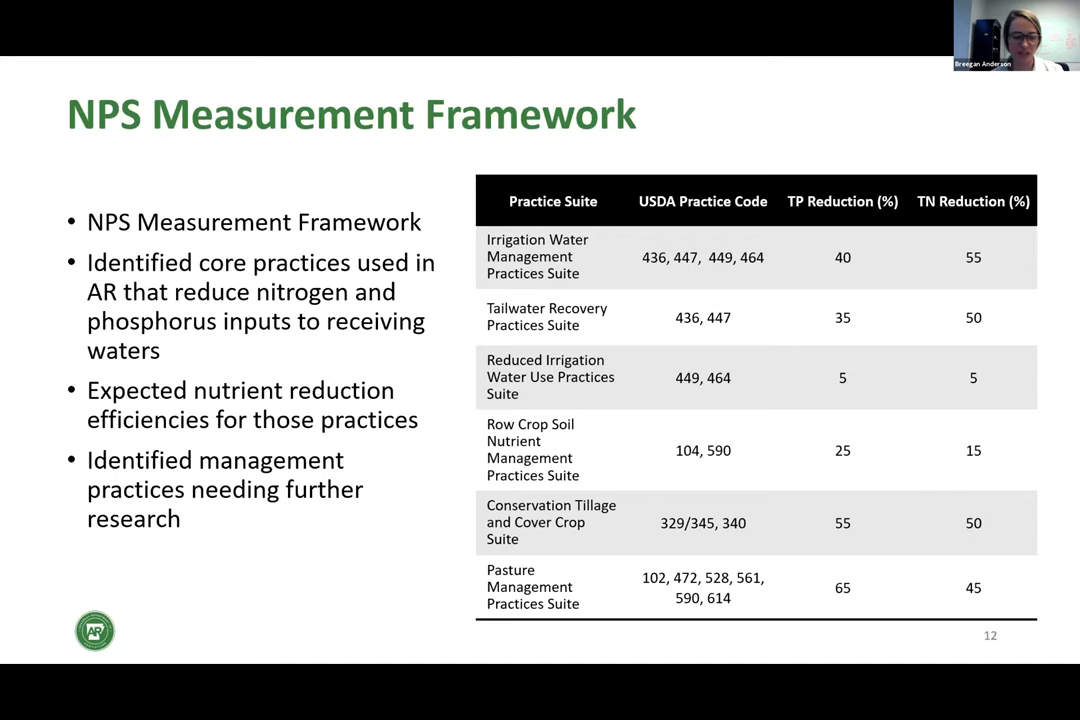 Breegan Anderson
NPS Measurement Framework
• NPS Measurement Framework
• Identified core practices used in
AR that reduce nitrogen and
phosphorus inputs to receiving
waters
• Expected nutrient reduction
efficiencies for those practices
• Identified management
practices needing further
research
Practice Suite USDA Practice Code TP Reduction (%) TN Reduction (%)
Irrigation Water
Management
Practices Suite
436, 447, 449, 464 40 55
Tailwater Recovery
Practices Suite
436, 447 35 50
Reduced Irrigation
Water Use Practices
Suite
449, 464 5 5
Row Crop Soil
Nutrient
Management
Practices Suite
104, 590 25 15
Conservation Tillage
and Cover Crop
Suite
329/345, 340 55 50
Pasture
Management
Practices Suite
102, 472, 528, 561,
590, 614
65 45
AR
12